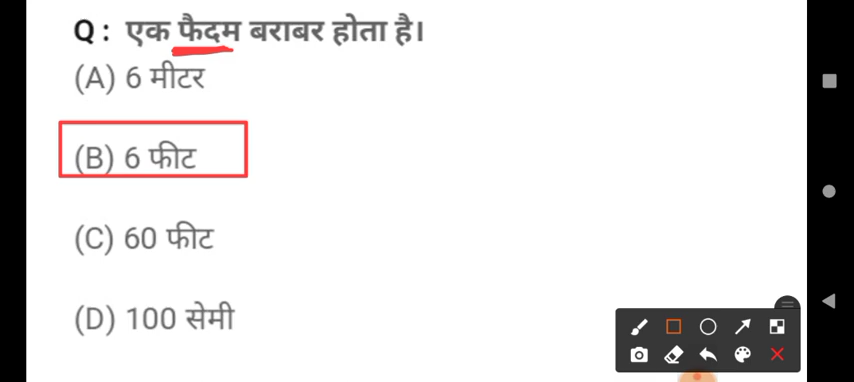 Q: एक फैदम बराबर होता है।
(A) 6 मीटर
(B) 6 फीट
(C) 60 फीट
(D) 100 सेमी